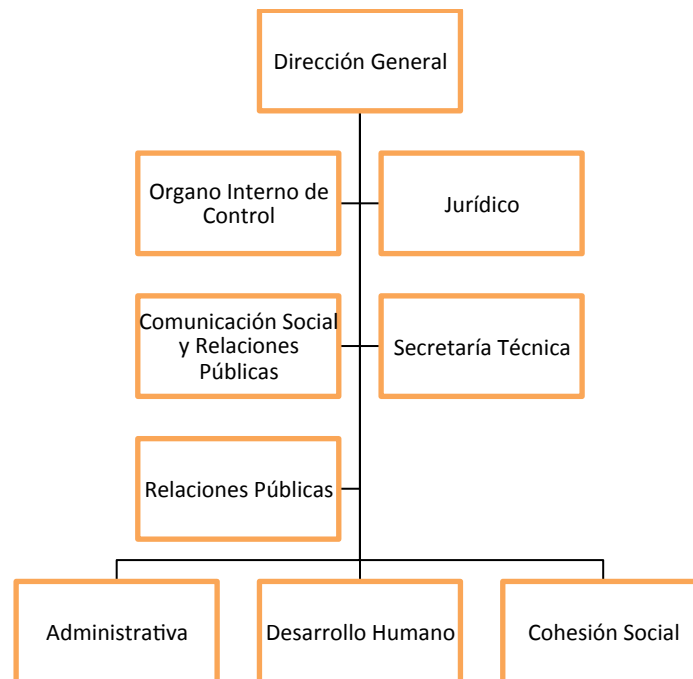 Dirección General
Organo Interno de
Control
Jurídico
Comunicación Social
y Relaciones
Públicas
Secretaría Técnica
Relaciones Públicas
Administrativa
Desarrollo Humano
Cohesión Social